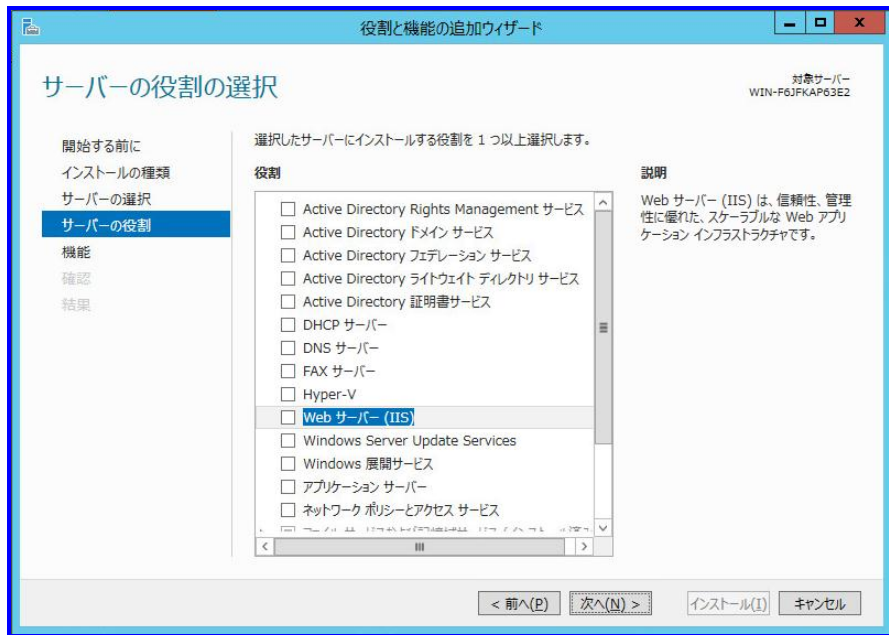 役割と機能の追加ウィザード
サーバーの役割の選択
対象サーバー
WIN-F6JFKAP63E2
開始する前に
インストールの種類
サーバーの選択
サーバーの役割
機能
確認
結果
選択したサーバーにインストールする役割を 1 つ以上選択します。
役割
Active Directory Rights Management サービス
Active Directory ドメイン サービス
Active Directory フェデレーション サービス
Active Directory ライトウェイト ディレクトリ サービス
Active Directory 証明書サービス
DHCP サーバー
DNS サーバー
FAX サーバー
Hyper-V
Web サーバー (IIS)
Windows Server Update Services
Windows 展開サービス
アプリケーション サーバー
ネットワーク ポリシーとアクセス サービス
説明
Web サーバー (IIS) は、信頼性、管理
性に優れた、スケーラブルな Web アプリ
ケーション インフラストラクチャです。
< 前へ(P)
次へ(N) >
インストール(I)
キャンセル